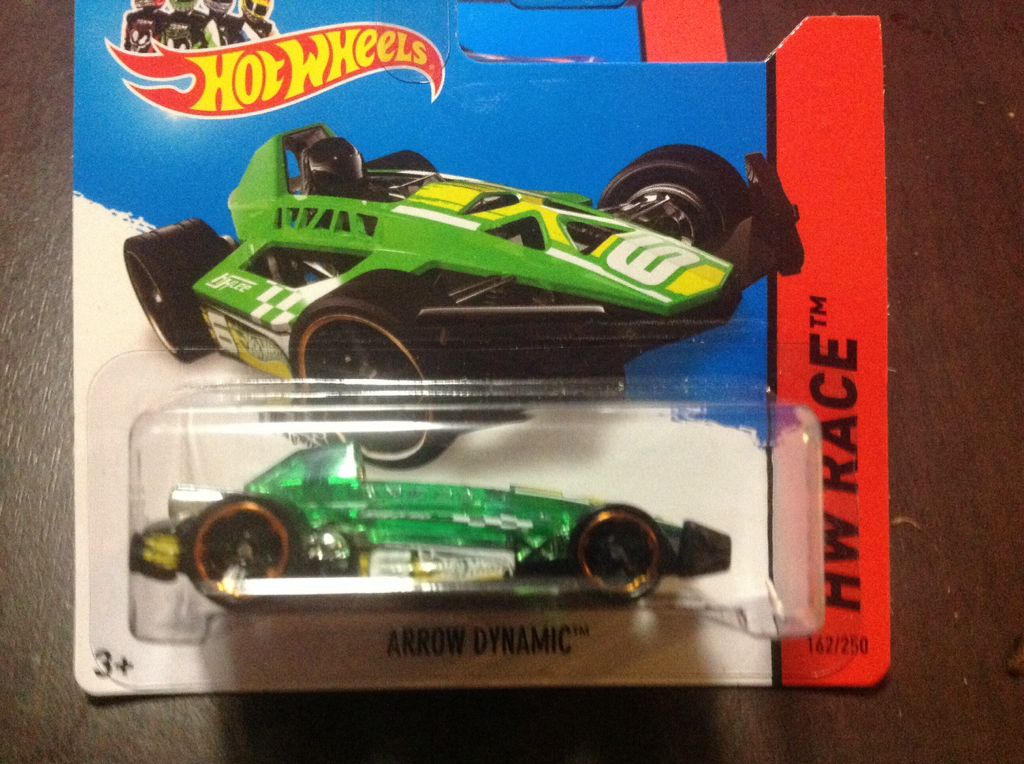 HOT WHEELS
HW RACE™
ARROW DYNAMIC™
3+
162/250